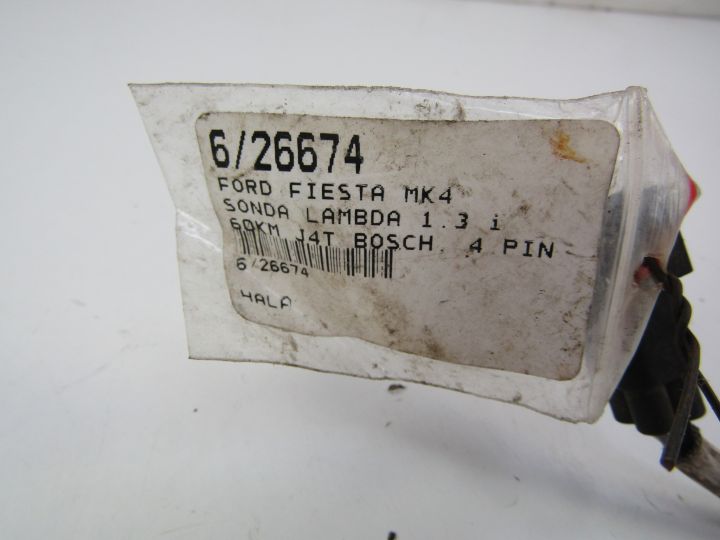 6/26674
FORD FIESTA MK4
SONDA LAMBDA 1.3 i
60KM J4T BOSCH. 4 PIN
6/26674
HALA